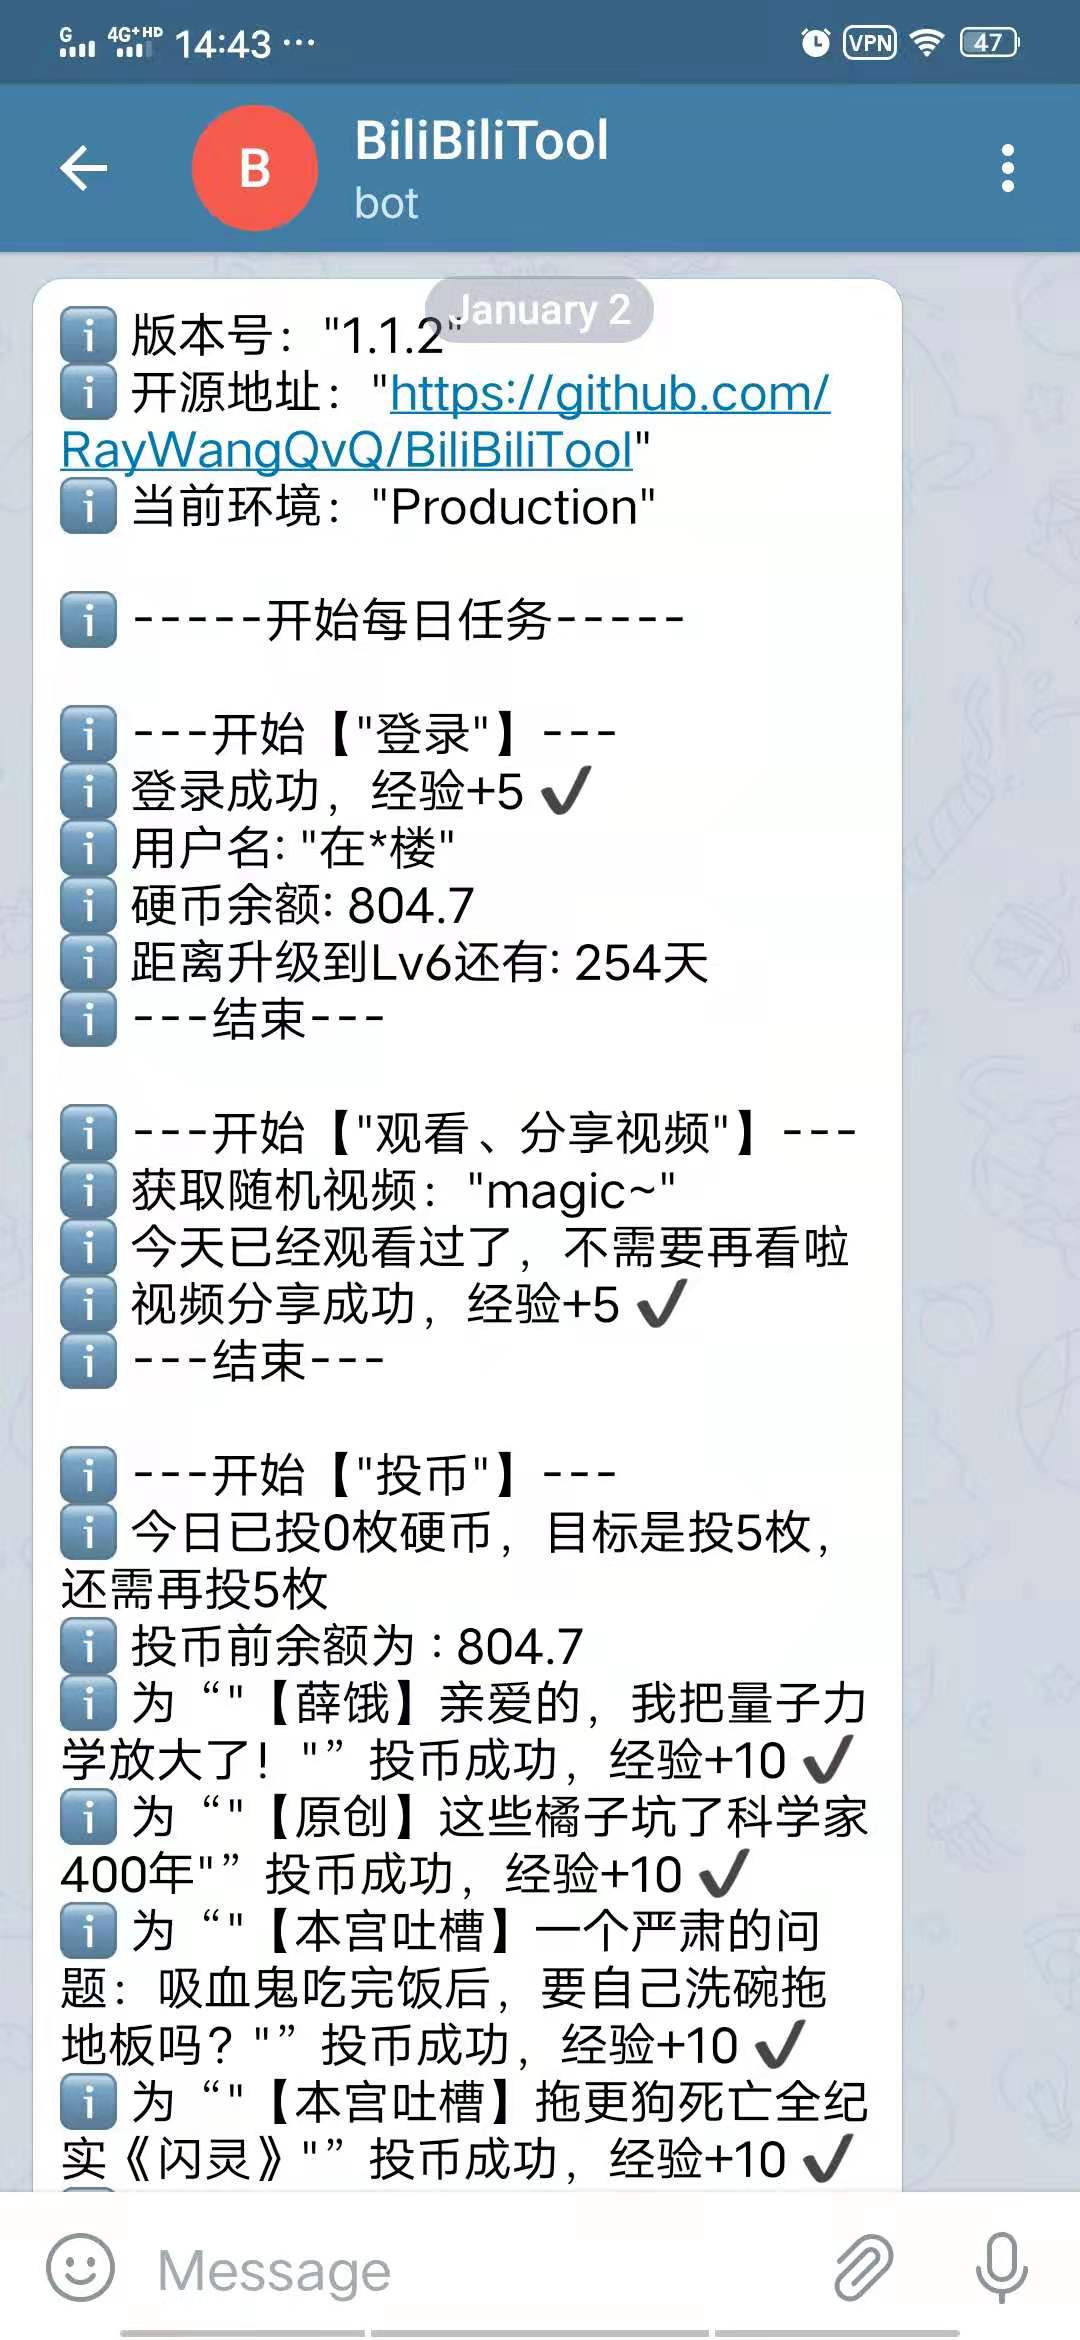 G 4G+HD 14:43 ··· VPN 47
BiliBiliTool
B
bot
January 2
版本号："1.1.2"
开源地址："https://github.com/
RayWangQvQ/BiliBiliTool"
当前环境："Production"
-----开始每日任务-----
---开始【"登录"】---
登录成功，经验+5 ✔
用户名: "在*楼"
硬币余额: 804.7
距离升级到Lv6还有: 254天
---结束---
---开始【"观看、分享视频"】---
获取随机视频："magic~"
今天已经观看过了，不需要再看啦
视频分享成功，经验+5 ✔
---结束---
---开始【"投币"】---
今日已投0枚硬币，目标是投5枚，
还需再投5枚
投币前余额为 : 804.7
为“"【薛饿】亲爱的，我把量子力
学放大了！"”投币成功，经验+10 ✔
为“"【原创】这些橘子坑了科学家
400年"”投币成功，经验+10 ✔
为“"【本宫吐槽】一个严肃的问
题：吸血鬼吃完饭后，要自己洗碗拖
地板吗？"”投币成功，经验+10 ✔
为“"【本宫吐槽】拖更狗死亡全纪
实《闪灵》"”投币成功，经验+10 ✔
Message